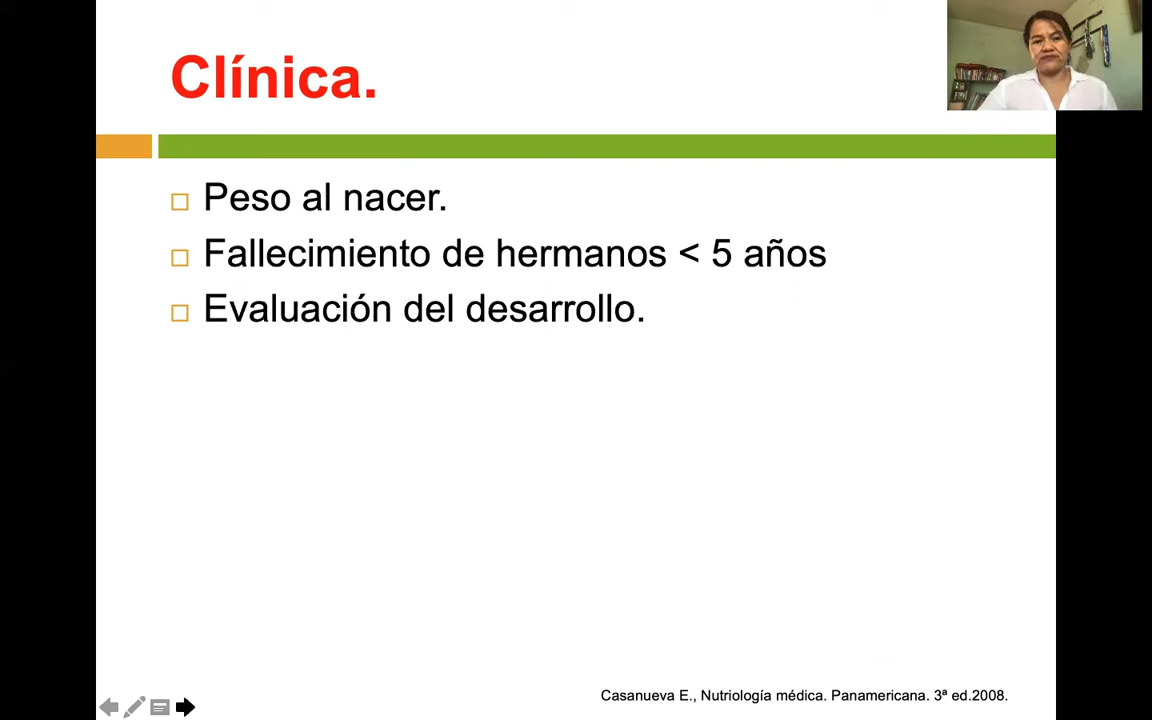 Clínica.
Peso al nacer.
Fallecimiento de hermanos < 5 años
Evaluación del desarrollo.
Casanueva E., Nutriología médica. Panamericana. 3ª ed.2008.